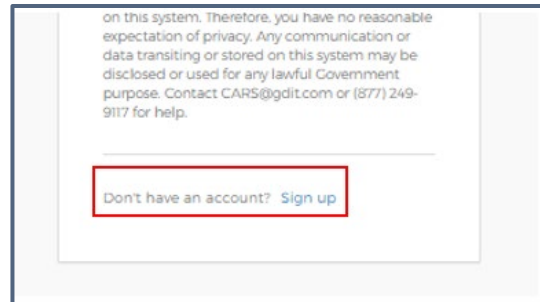 on this system. Therefore, you have no reasonable
expectation of privacy. Any communication or
data transiting or stored on this system may be
disclosed or used for any lawful Government
purpose. Contact CARS@gdit.com or (877) 249-
9117 for help.
Don't have an account? Sign up